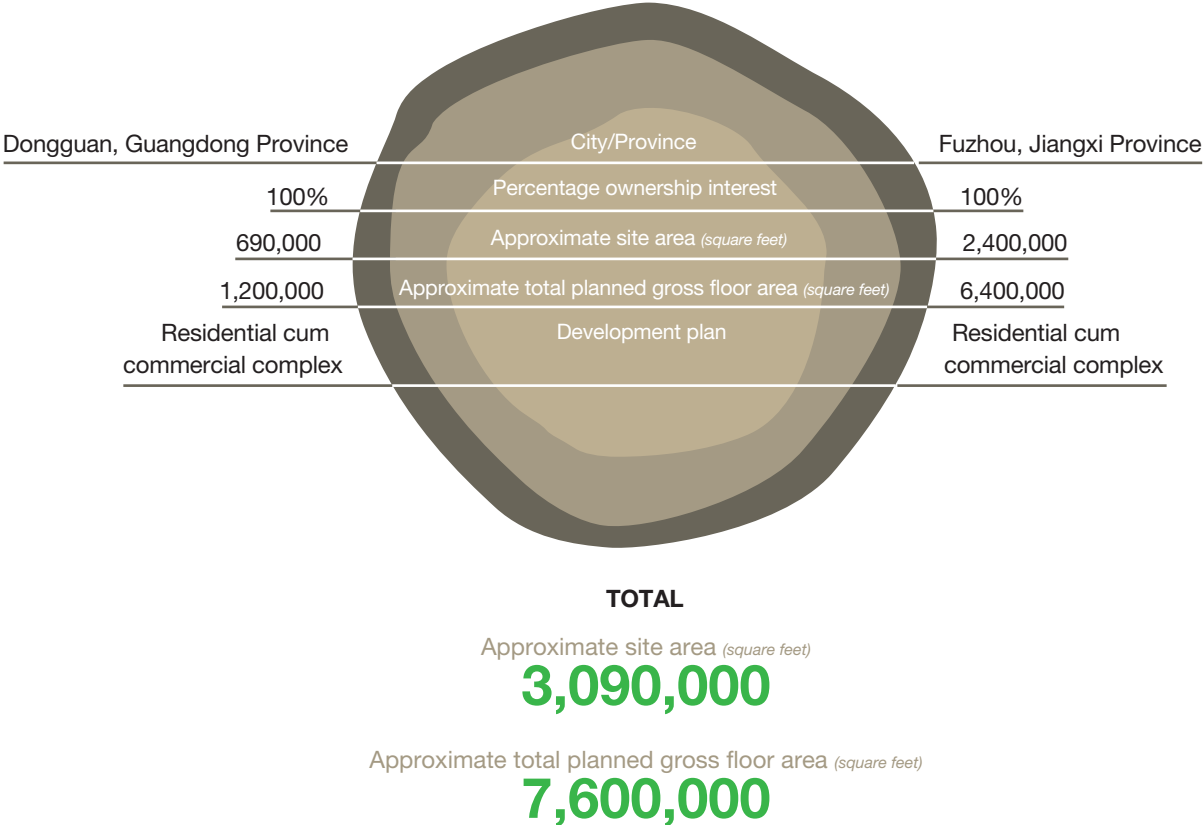 Dongguan, Guangdong Province City/Province Fuzhou, Jiangxi Province
100% Percentage ownership interest 100%
690,000 Approximate site area (square feet) 2,400,000
1,200,000 Approximate total planned gross floor area (square feet) 6,400,000
Residential cum Development plan Residential cum
commercial complex commercial complex
TOTAL
Approximate site area (square feet)
3,090,000
Approximate total planned gross floor area (square feet)
7,600,000